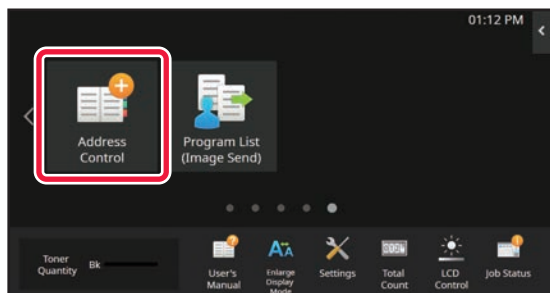 01:12 PM
Address
Control
Program List
(Image Send)
Toner
Quantity
Bk
User's
Manual
Enlarge
Display
Mode
Settings
Total
Count
LCD
Control
Job Status